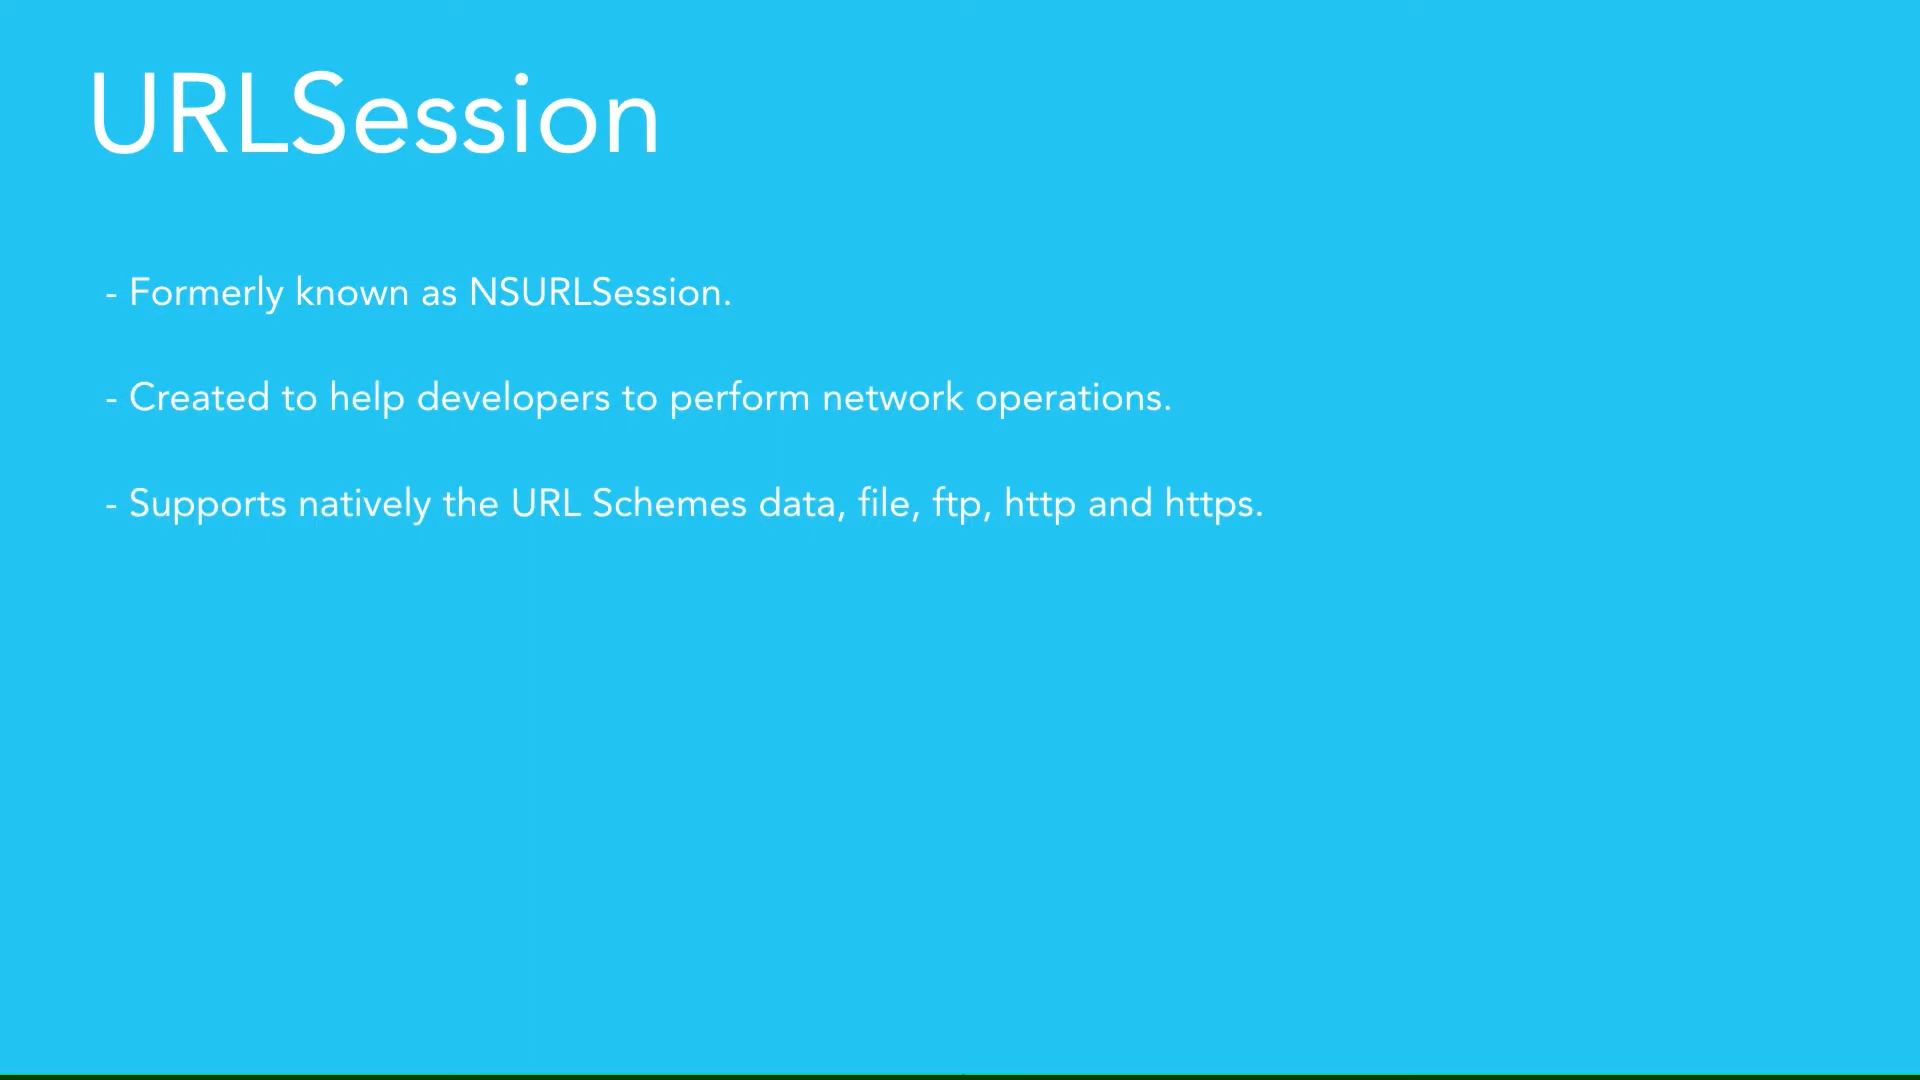 URLSession
- Formerly known as NSURLSession.
- Created to help developers to perform network operations.
- Supports natively the URL Schemes data, file, ftp, http and https.